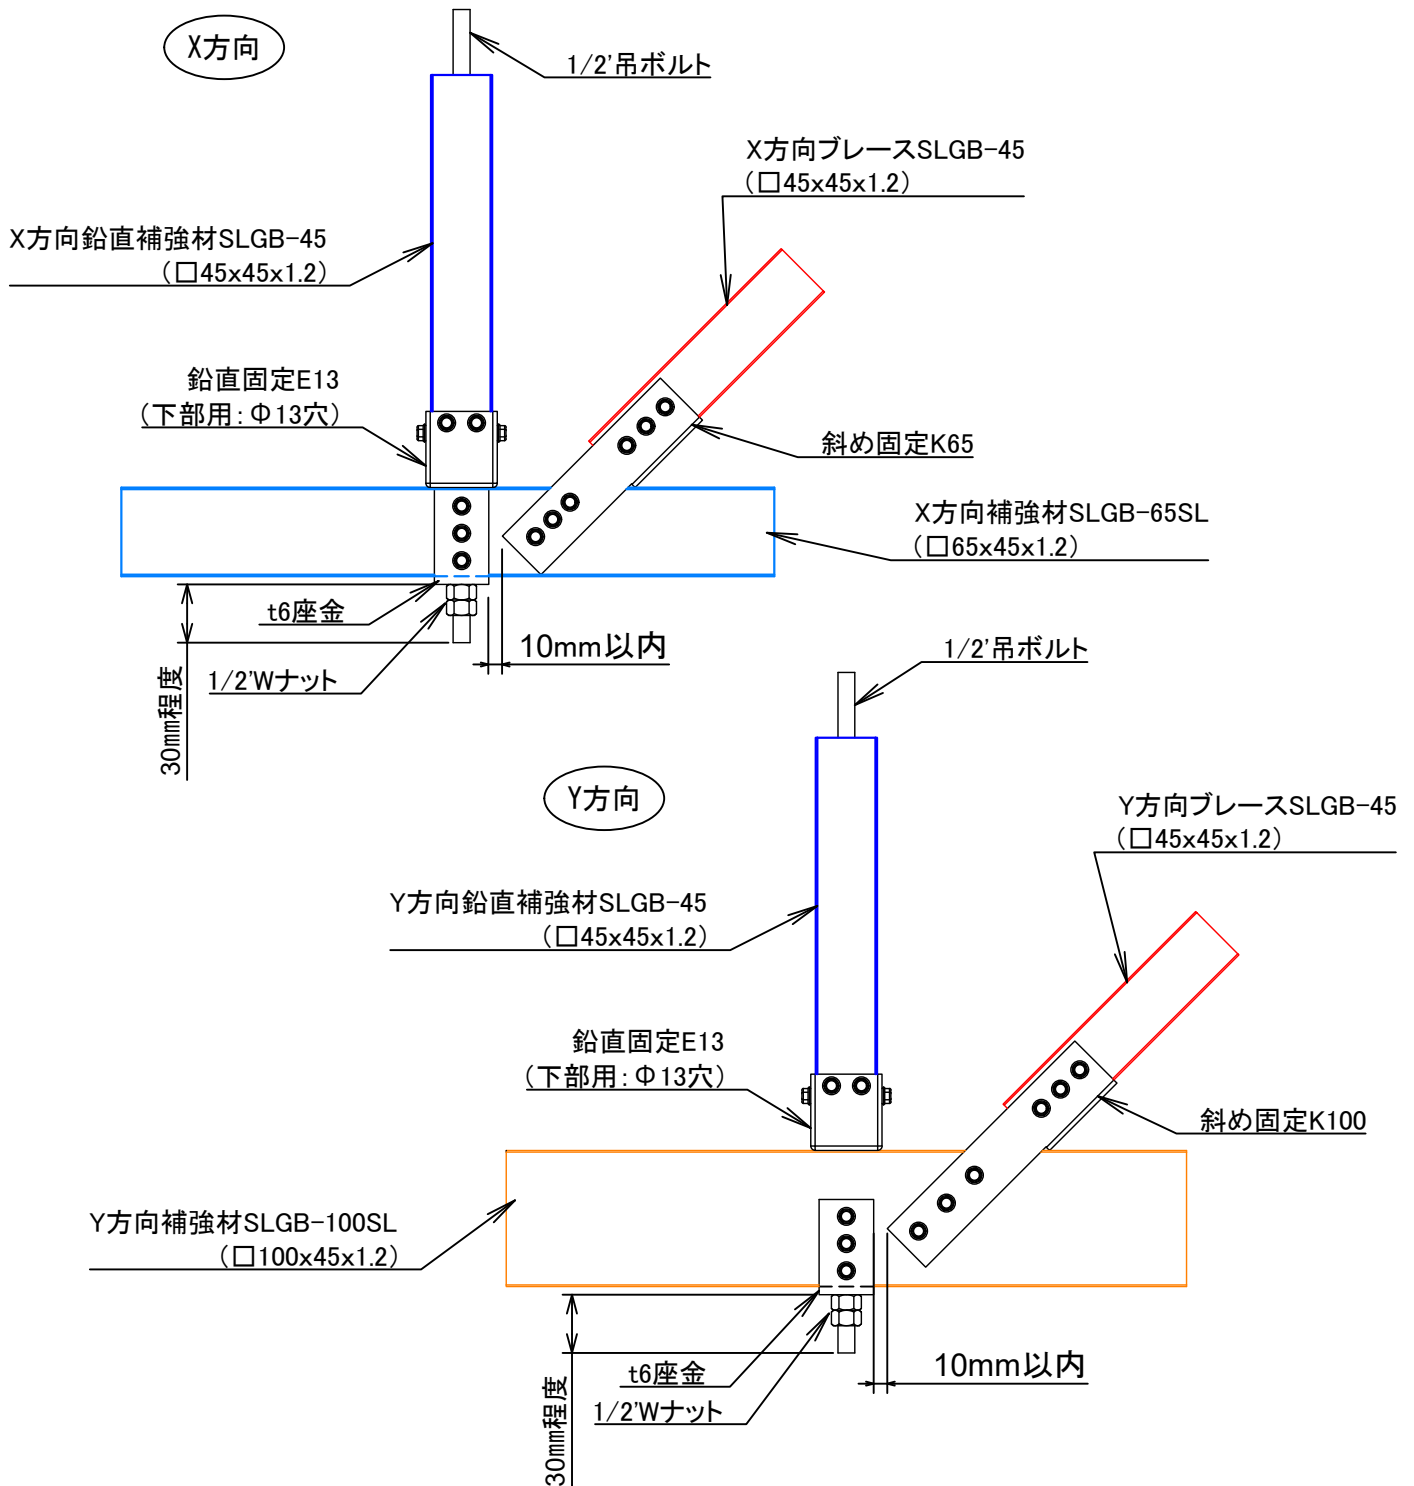 X方向
1/2'吊ボルト
X方向ブレースSLGB-45
(□45x45x1.2)
X方向鉛直補強材SLGB-45
(□45x45x1.2)
鉛直固定E13
(下部用:Φ13穴)
斜め固定K65
X方向補強材SLGB-65SL
(□65x45x1.2)
t6座金
10mm以内
1/2'Wナット
30㎜程度
1/2'吊ボルト
Y方向
Y方向ブレースSLGB-45
(□45x45x1.2)
Y方向鉛直補強材SLGB-45
(□45x45x1.2)
鉛直固定E13
(下部用:Φ13穴)
斜め固定K100
Y方向補強材SLGB-100SL
(□100x45x1.2)
t6座金
10mm以内
1/2'Wナット
30㎜程度